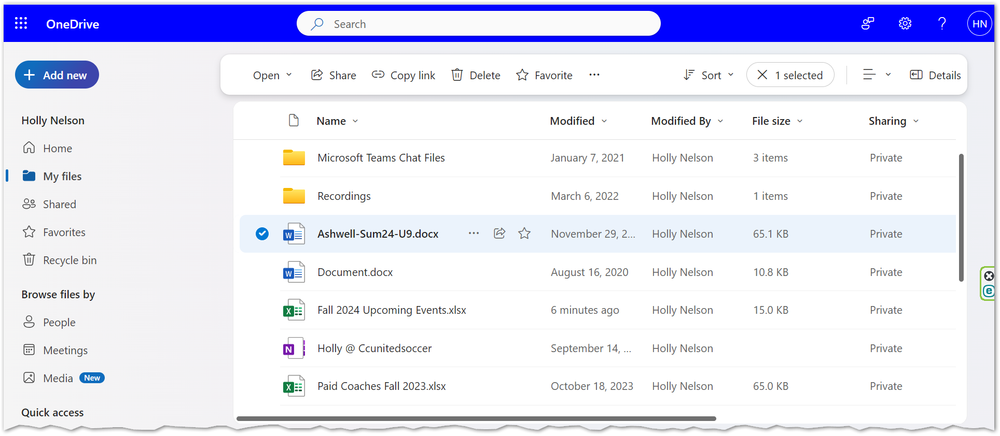 OneDrive Search HN
Add new Open Share Copy link Delete Favorite ... Sort 1 selected Details
Holly Nelson
Home
My files
Shared
Favorites
Recycle bin
Browse files by
People
Meetings
Media New
Quick access
Name Modified Modified By File size Sharing
Microsoft Teams Chat Files January 7, 2021 Holly Nelson 3 items Private
Recordings March 6, 2022 Holly Nelson 1 items Private
Ashwell-Sum24-U9.docx ... November 29, 2... Holly Nelson 65.1 KB Private
Document.docx August 16, 2020 Holly Nelson 10.8 KB Private
Fall 2024 Upcoming Events.xlsx 6 minutes ago Holly Nelson 15.0 KB Private
Holly @ Ccunitedsoccer September 14, ... Holly Nelson Private
Paid Coaches Fall 2023.xlsx October 18, 2023 Holly Nelson 65.0 KB Private